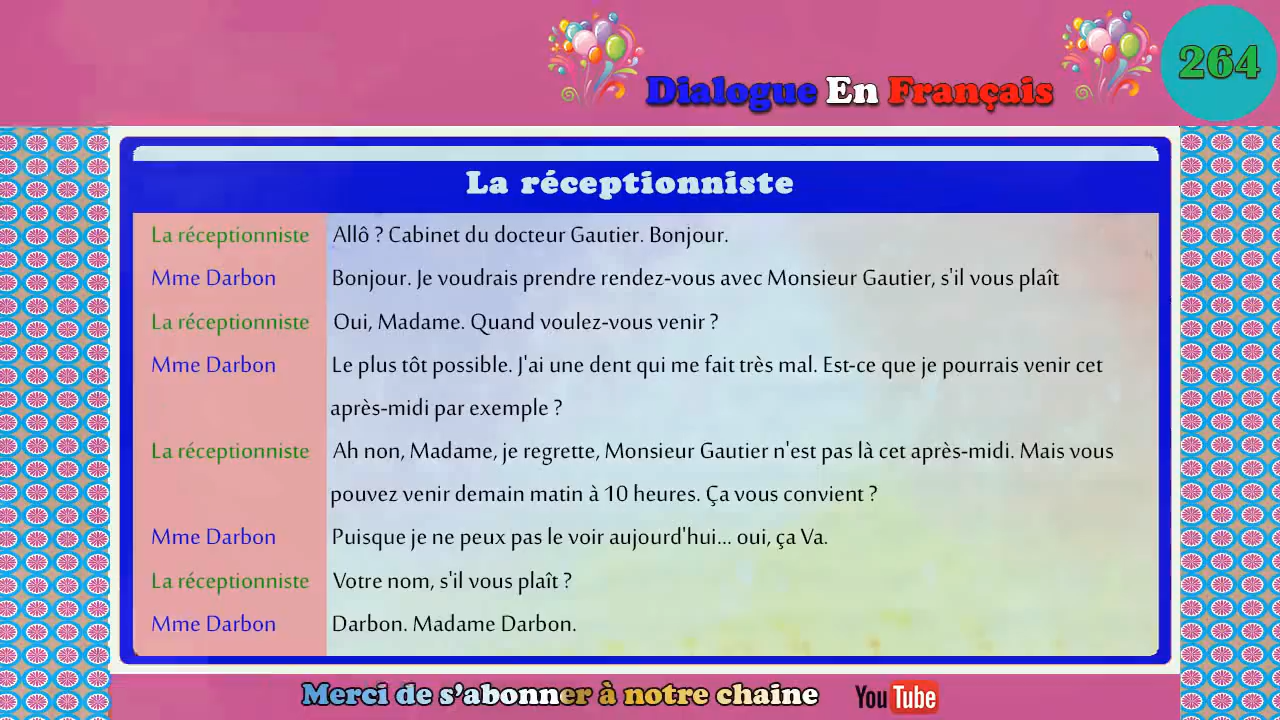 264
Dialogue En Français
La réceptionniste
La réceptionniste Allô ? Cabinet du docteur Gautier. Bonjour.
Mme Darbon Bonjour. Je voudrais prendre rendez-vous avec Monsieur Gautier, s'il vous plaît
La réceptionniste Oui, Madame. Quand voulez-vous venir ?
Mme Darbon Le plus tôt possible. J'ai une dent qui me fait très mal. Est-ce que je pourrais venir cet
après-midi par exemple ?
La réceptionniste Ah non, Madame, je regrette, Monsieur Gautier n'est pas là cet après-midi. Mais vous
pouvez venir demain matin à 10 heures. Ça vous convient ?
Mme Darbon Puisque je ne peux pas le voir aujourd'hui... oui, ça Va.
La réceptionniste Votre nom, s'il vous plaît ?
Mme Darbon Darbon. Madame Darbon.
Merci de s'abonner à notre chaine YouTube